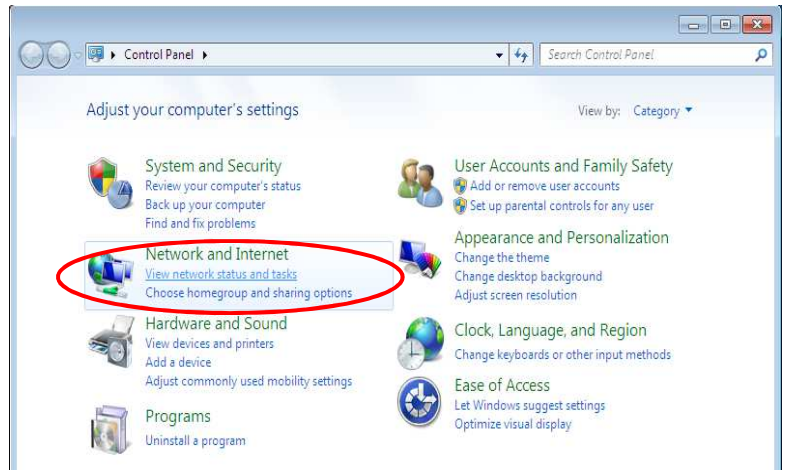 Control Panel
Search Control Panel
Adjust your computer's settings
View by: Category
System and Security
Review your computer's status
Back up your computer
Find and fix problems
Network and Internet
View network status and tasks
Choose homegroup and sharing options
Hardware and Sound
View devices and printers
Add a device
Adjust commonly used mobility settings
Programs
Uninstall a program
User Accounts and Family Safety
Add or remove user accounts
Set up parental controls for any user
Appearance and Personalization
Change the theme
Change desktop background
Adjust screen resolution
Clock, Language, and Region
Change keyboards or other input methods
Ease of Access
Let Windows suggest settings
Optimize visual display